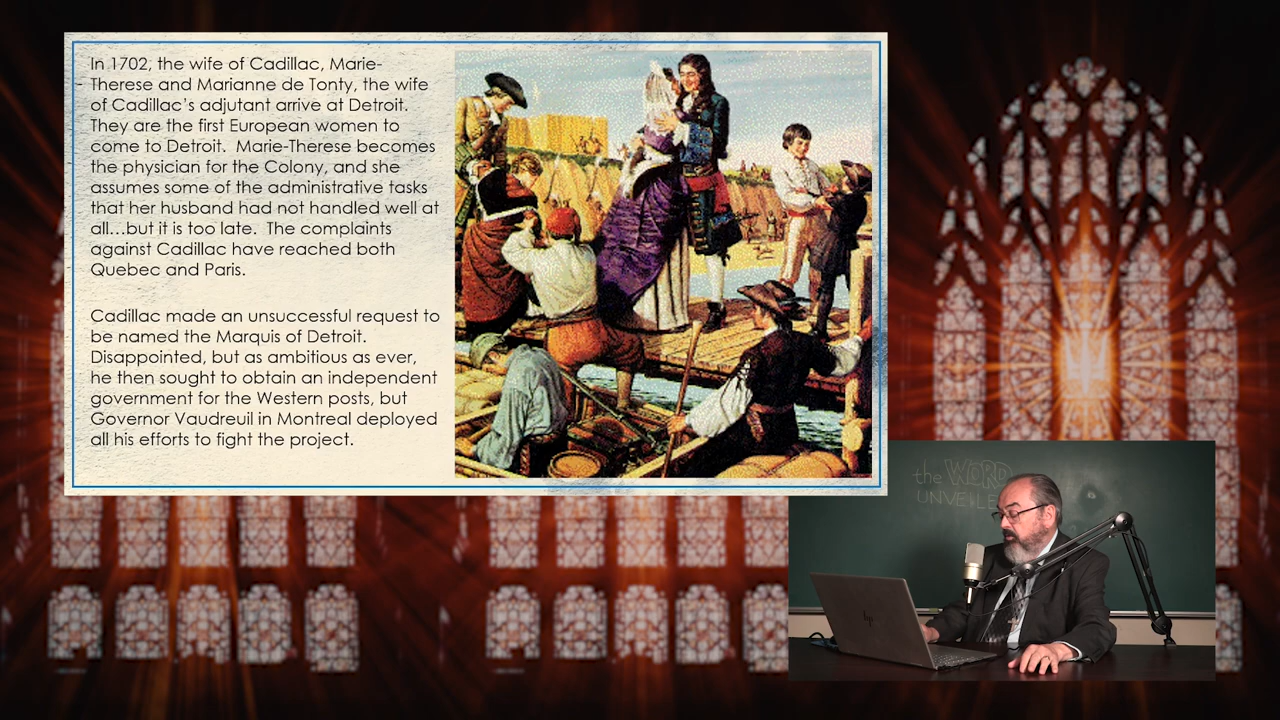 In 1702, the wife of Cadillac, Marie-
Therese and Marianne de Tonty, the wife
of Cadillac's adjutant arrive at Detroit.
They are the first European women to
come to Detroit.  Marie-Therese becomes
the physician for the Colony, and she
assumes some of the administrative tasks
that her husband had not handled well at
all...but it is too late.  The complaints
against Cadillac have reached both
Quebec and Paris.
Cadillac made an unsuccessful request to
be named the Marquis of Detroit.
Disappointed, but as ambitious as ever,
he then sought to obtain an independent
government for the Western posts, but
Governor Vaudreuil in Montreal deployed
all his efforts to fight the project.
the WORD
UNVEILE
hp